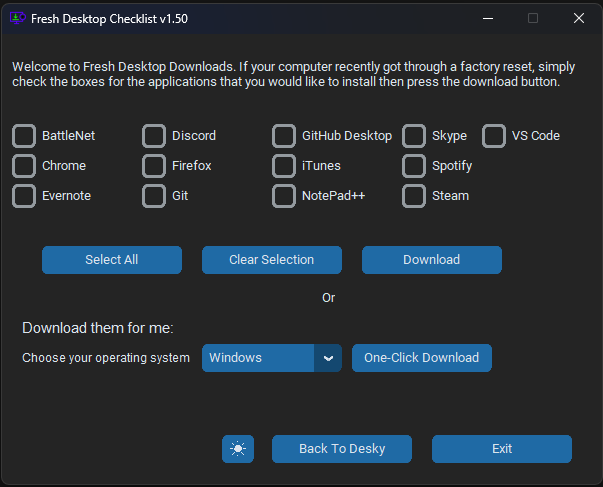 Fresh Desktop Checklist v1.50
Welcome to Fresh Desktop Downloads. If your computer recently got through a factory reset, simply
check the boxes for the applications that you would like to install then press the download button.
BattleNet Discord GitHub Desktop Skype VS Code
Chrome Firefox iTunes Spotify
Evernote Git NotePad++ Steam
Select All Clear Selection Download
Or
Download them for me:
Choose your operating system Windows One-Click Download
Back To Desky Exit